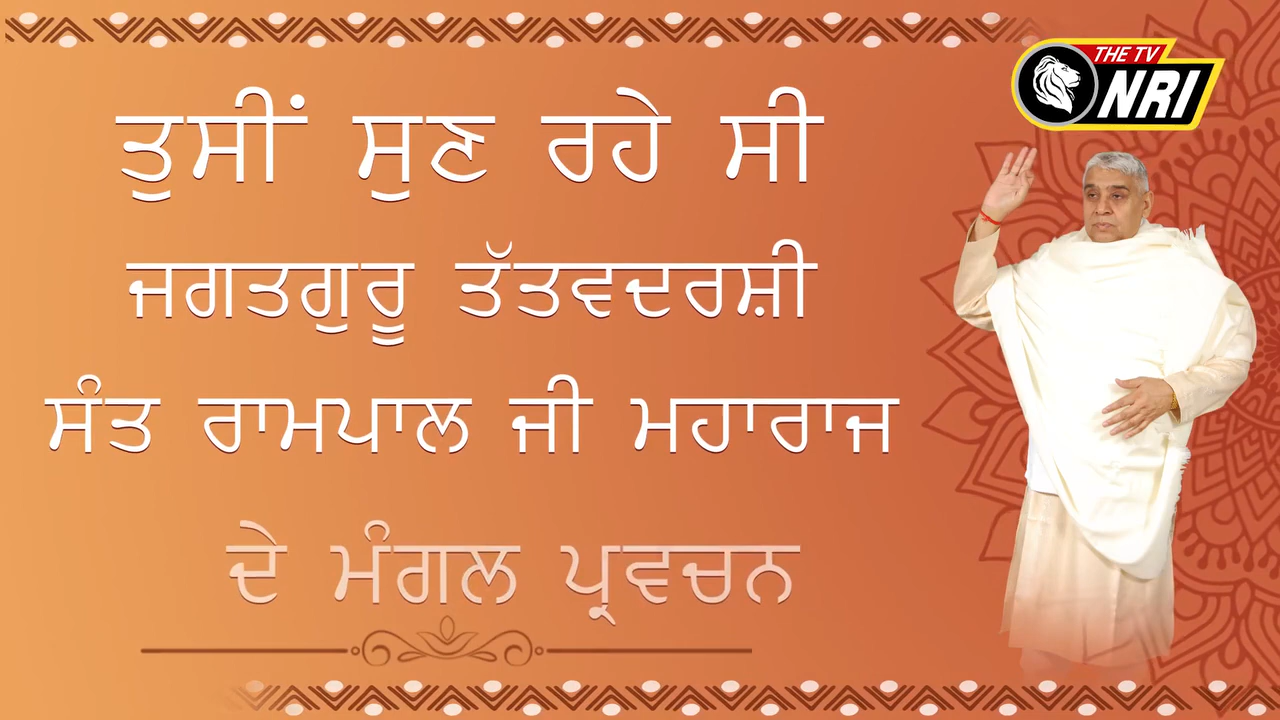 THE TV
NRI
ਤੁਸੀਂ ਸੁਣ ਰਹੇ ਸੀ
ਜਗਤਗੁਰੂ ਤੱਤਵਦਰਸ਼ੀ
ਸੰਤ ਰਾਮਪਾਲ ਜੀ ਮਹਾਰਾਜ
ਦੇ ਮੰਗਲ ਪ੍ਰਵਚਨ